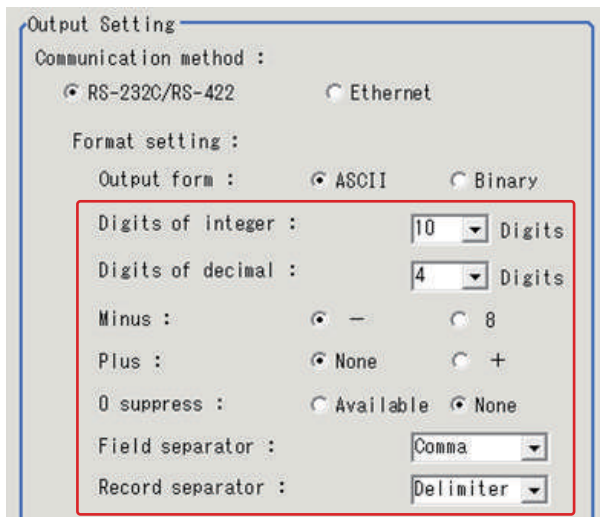 Output Setting
Communication method :
RS-232C/RS-422 Ethernet
Format setting :
Output form : ASCII Binary
Digits of integer : 10 Digits
Digits of decimal : 4 Digits
Minus : − 8
Plus : None +
0 suppress : Available None
Field separator : Comma
Record separator : Delimiter